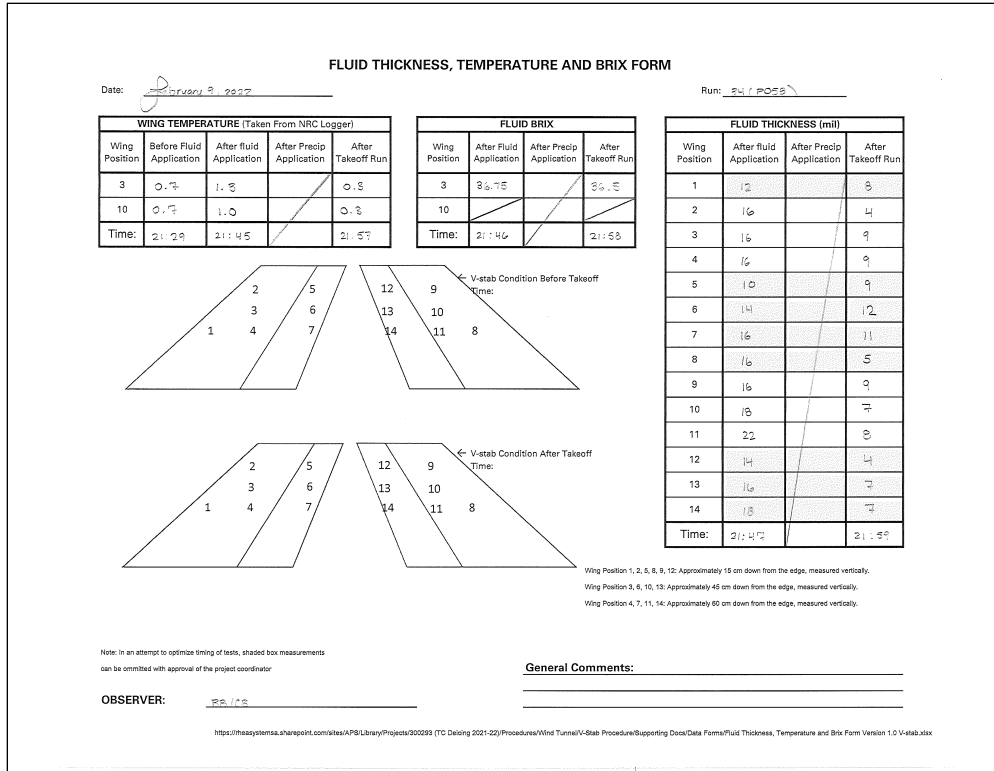 FLUID THICKNESS, TEMPERATURE AND BRIX FORM
Date: February 9, 2022 Run: 34 (P058)
WING TEMPERATURE (Taken From NRC Logger)
Wing Position Before Fluid Application After fluid Application After Precip Application After Takeoff Run
3 0.7 1.3 0.3
10 0.7 1.0 0.3
Time: 21:29 21:45 21:57
FLUID BRIX
Wing Position After Fluid Application After Precip Application After Takeoff Run
3 36.75 36.5
10
Time: 21:46 21:58
FLUID THICKNESS (mil)
Wing Position After fluid Application After Precip Application After Takeoff Run
1 12 8
2 16 4
3 16 9
4 16 9
5 10 9
6 14 12
7 16 11
8 16 5
9 16 9
10 18 7
11 22 8
12 14 4
13 16 7
14 18 7
Time: 21:47 21:59
← V-stab Condition Before Takeoff
Time:
2 5 12 9
3 6 13 10
1 4 7 14 11 8
← V-stab Condition After Takeoff
Time:
2 5 12 9
3 6 13 10
1 4 7 14 11 8
Wing Position 1, 2, 5, 8, 9, 12: Approximately 15 cm down from the edge, measured vertically.
Wing Position 3, 6, 10, 13: Approximately 45 cm down from the edge, measured vertically.
Wing Position 4, 7, 11, 14: Approximately 60 cm down from the edge, measured vertically.
Note: In an attempt to optimize timing of tests, shaded box measurements
can be ommitted with approval of the project coordinator
General Comments:
OBSERVER:
https://rheasystemsa.sharepoint.com/sites/APS/Library/Projects/300293 (TC Deicing 2021-22)/Procedures/Wind Tunnel/V-Stab Procedure/Supporting Docs/Data Forms/Fluid Thickness, Temperature and Brix Form Version 1.0 V-stab.xlsx